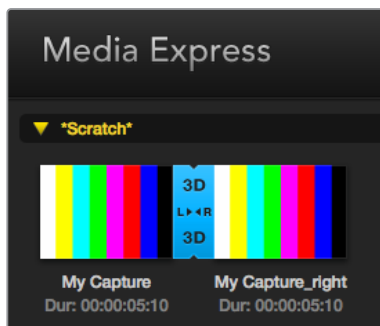 Media Express
▼ *Scratch*
3D
L▶◀R
3D
My Capture
My Capture_right
Dur: 00:00:05:10
Dur: 00:00:05:10